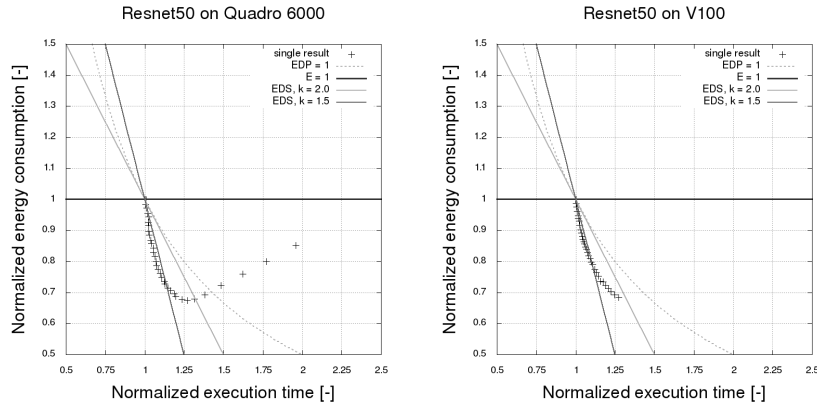 Resnet50 on Quadro 6000
single result
EDP = 1
E = 1
EDS, k = 2.0
EDS, k = 1.5
1.5
1.4
1.3
1.2
1.1
1
0.9
0.8
0.7
0.6
0.5
Normalized energy consumption [-]
0.5 0.75 1 1.25 1.5 1.75 2 2.25 2.5
Normalized execution time [-]
Resnet50 on V100
single result
EDP = 1
E = 1
EDS, k = 2.0
EDS, k = 1.5
1.5
1.4
1.3
1.2
1.1
1
0.9
0.8
0.7
0.6
0.5
Normalized energy consumption [-]
0.5 0.75 1 1.25 1.5 1.75 2 2.25 2.5
Normalized execution time [-]